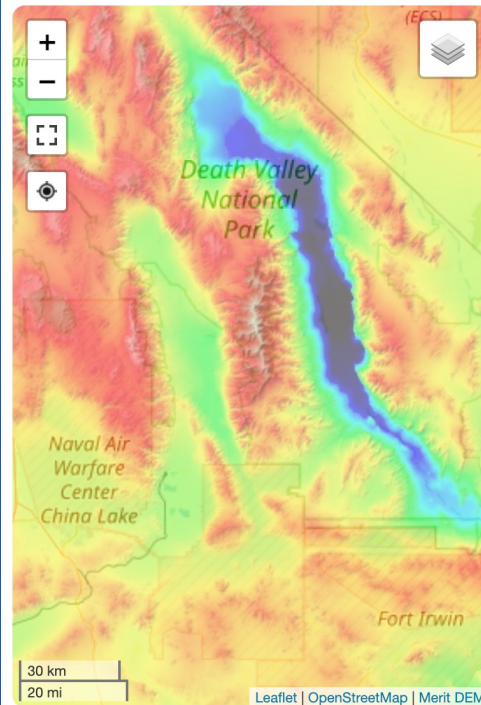 (ECS)
+
−
Death Valley
National
Park
Naval Air
Warfare
Center
China Lake
Fort Irwin
30 km
20 mi
Leaflet | OpenStreetMap | Merit DEM